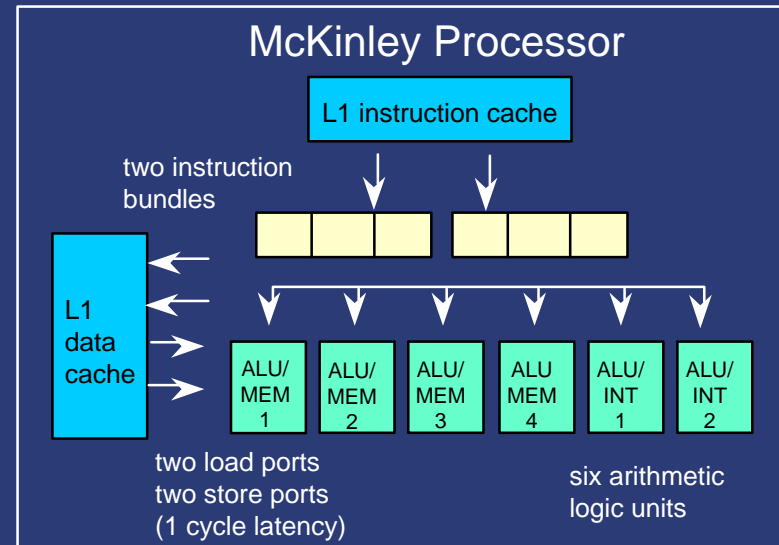 McKinley Processor
L1 instruction cache
two instruction
bundles
L1
data
cache
ALU/
MEM
1
ALU/
MEM
2
ALU/
MEM
3
ALU
MEM
4
ALU/
INT
1
ALU/
INT
2
two load ports
two store ports
(1 cycle latency)
six arithmetic
logic units